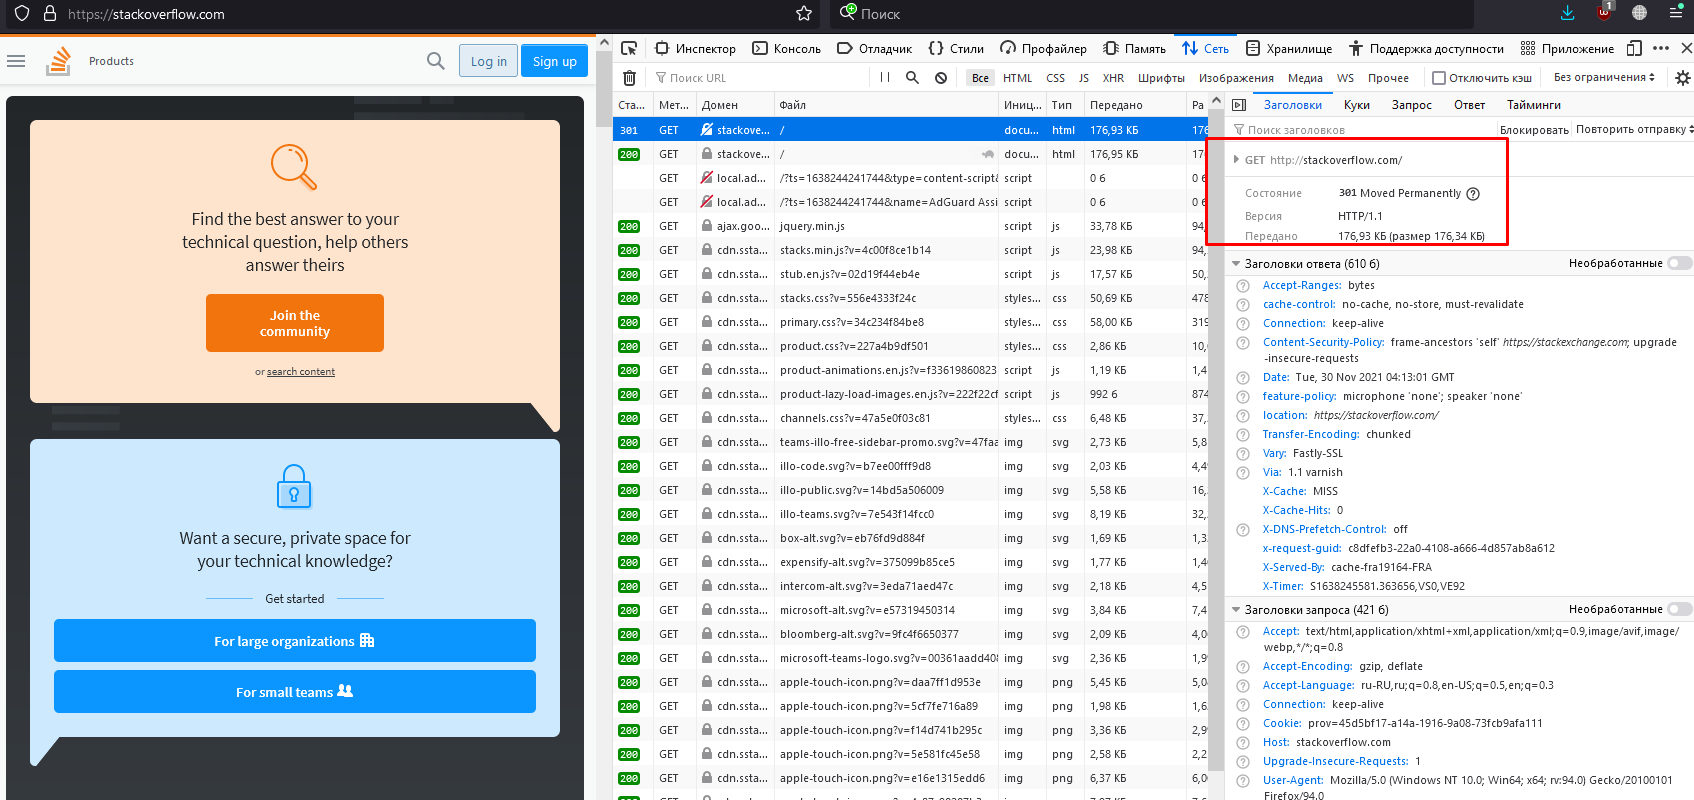 https://stackoverflow.com
Поиск
1
Products
Log in
Sign up
Find the best answer to your
technical question, help others
answer theirs
Join the
community
or search content
Want a secure, private space for
your technical knowledge?
Get started
For large organizations
For small teams
Инспектор Консоль Отладчик Стили Профайлер Память Сеть Хранилище Поддержка доступности Приложение
Поиск URL
Все HTML CSS JS XHR Шрифты Изображения Медиа WS Прочее Отключить кэш Без ограничения
Ста... Мет... Домен Файл Иниц... Тип Передано Ра
301 GET stackove... / docu... html 176,93 КБ 176
200 GET stackove... / docu... html 176,95 КБ 17
GET local.ad... /?ts=1638244241744&type=content-script& script 0 б 0 б
GET local.ad... /?ts=1638244241744&name=AdGuard Assi script 0 б 0 б
200 GET ajax.goo... jquery.min.js script js 33,78 КБ 94,
200 GET cdn.ssta... stacks.min.js?v=4c00f8ce1b14 script js 23,98 КБ 94,
200 GET cdn.ssta... stub.en.js?v=02d19f44eb4e script js 17,57 КБ 50,
200 GET cdn.ssta... stacks.css?v=556e4333f24c styles... css 50,69 КБ 478
200 GET cdn.ssta... primary.css?v=34c234f84be8 styles... css 58,00 КБ 319
200 GET cdn.ssta... product.css?v=227a4b9df501 styles... css 2,86 КБ 10,
200 GET cdn.ssta... product-animations.en.js?v=f33619860823 script js 1,19 КБ 1,4
200 GET cdn.ssta... product-lazy-load-images.en.js?v=222f22cf script js 992 б 874
200 GET cdn.ssta... channels.css?v=47a5e0f03c81 styles... css 6,48 КБ 37,
200 GET cdn.ssta... teams-illo-free-sidebar-promo.svg?v=47faa img svg 2,73 КБ 5,8
200 GET cdn.ssta... illo-code.svg?v=b7ee00fff9d8 img svg 2,03 КБ 4,4
200 GET cdn.ssta... illo-public.svg?v=14bd5a506009 img svg 5,58 КБ 16,
200 GET cdn.ssta... illo-teams.svg?v=7e543f14fcc0 img svg 8,19 КБ 32,
200 GET cdn.ssta... box-alt.svg?v=eb76fd9d884f img svg 1,69 КБ 1,3
200 GET cdn.ssta... expensify-alt.svg?v=375099b85ce5 img svg 1,77 КБ 1,4
200 GET cdn.ssta... intercom-alt.svg?v=3eda71aed47c img svg 2,18 КБ 4,5
200 GET cdn.ssta... microsoft-alt.svg?v=e57319450314 img svg 3,84 КБ 7,4
200 GET cdn.ssta... bloomberg-alt.svg?v=9fc4f6650377 img svg 2,09 КБ 4,0
200 GET cdn.ssta... microsoft-teams-logo.svg?v=00361aadd408 img svg 2,36 КБ 1,9
200 GET cdn.ssta... apple-touch-icon.png?v=daa7ff1d953e img png 5,45 КБ 5,0
200 GET cdn.ssta... apple-touch-icon.png?v=5cf7fe716a89 img png 1,98 КБ 1,6
200 GET cdn.ssta... apple-touch-icon.png?v=f14d741b295c img png 3,36 КБ 2,9
200 GET cdn.ssta... apple-touch-icon.png?v=5e581fc45e58 img png 2,58 КБ 2,2
200 GET cdn.ssta... apple-touch-icon.png?v=e16e1315edd6 img png 6,37 КБ 6,0
Заголовки Куки Запрос Ответ Тайминги
Поиск заголовков Блокировать Повторить отправку
GET http://stackoverflow.com/
Состояние 301 Moved Permanently
Версия HTTP/1.1
Передано 176,93 КБ (размер 176,34 КБ)
Заголовки ответа (610 б) Необработанные
Accept-Ranges: bytes
cache-control: no-cache, no-store, must-revalidate
Connection: keep-alive
Content-Security-Policy: frame-ancestors 'self' https://stackexchange.com; upgrade
-insecure-requests
Date: Tue, 30 Nov 2021 04:13:01 GMT
feature-policy: microphone 'none'; speaker 'none'
location: https://stackoverflow.com/
Transfer-Encoding: chunked
Vary: Fastly-SSL
Via: 1.1 varnish
X-Cache: MISS
X-Cache-Hits: 0
X-DNS-Prefetch-Control: off
x-request-guid: c8dfefb3-22a0-4108-a666-4d857ab8a612
X-Served-By: cache-fra19164-FRA
X-Timer: S1638245581.363656,VS0,VE92
Заголовки запроса (421 б) Необработанные
Accept: text/html,application/xhtml+xml,application/xml;q=0.9,image/avif,image/
webp,*/*;q=0.8
Accept-Encoding: gzip, deflate
Accept-Language: ru-RU,ru;q=0.8,en-US;q=0.5,en;q=0.3
Connection: keep-alive
Cookie: prov=45d5bf17-a14a-1916-9a08-73fcb9afa111
Host: stackoverflow.com
Upgrade-Insecure-Requests: 1
User-Agent: Mozilla/5.0 (Windows NT 10.0; Win64; x64; rv:94.0) Gecko/20100101
Firefox/94.0